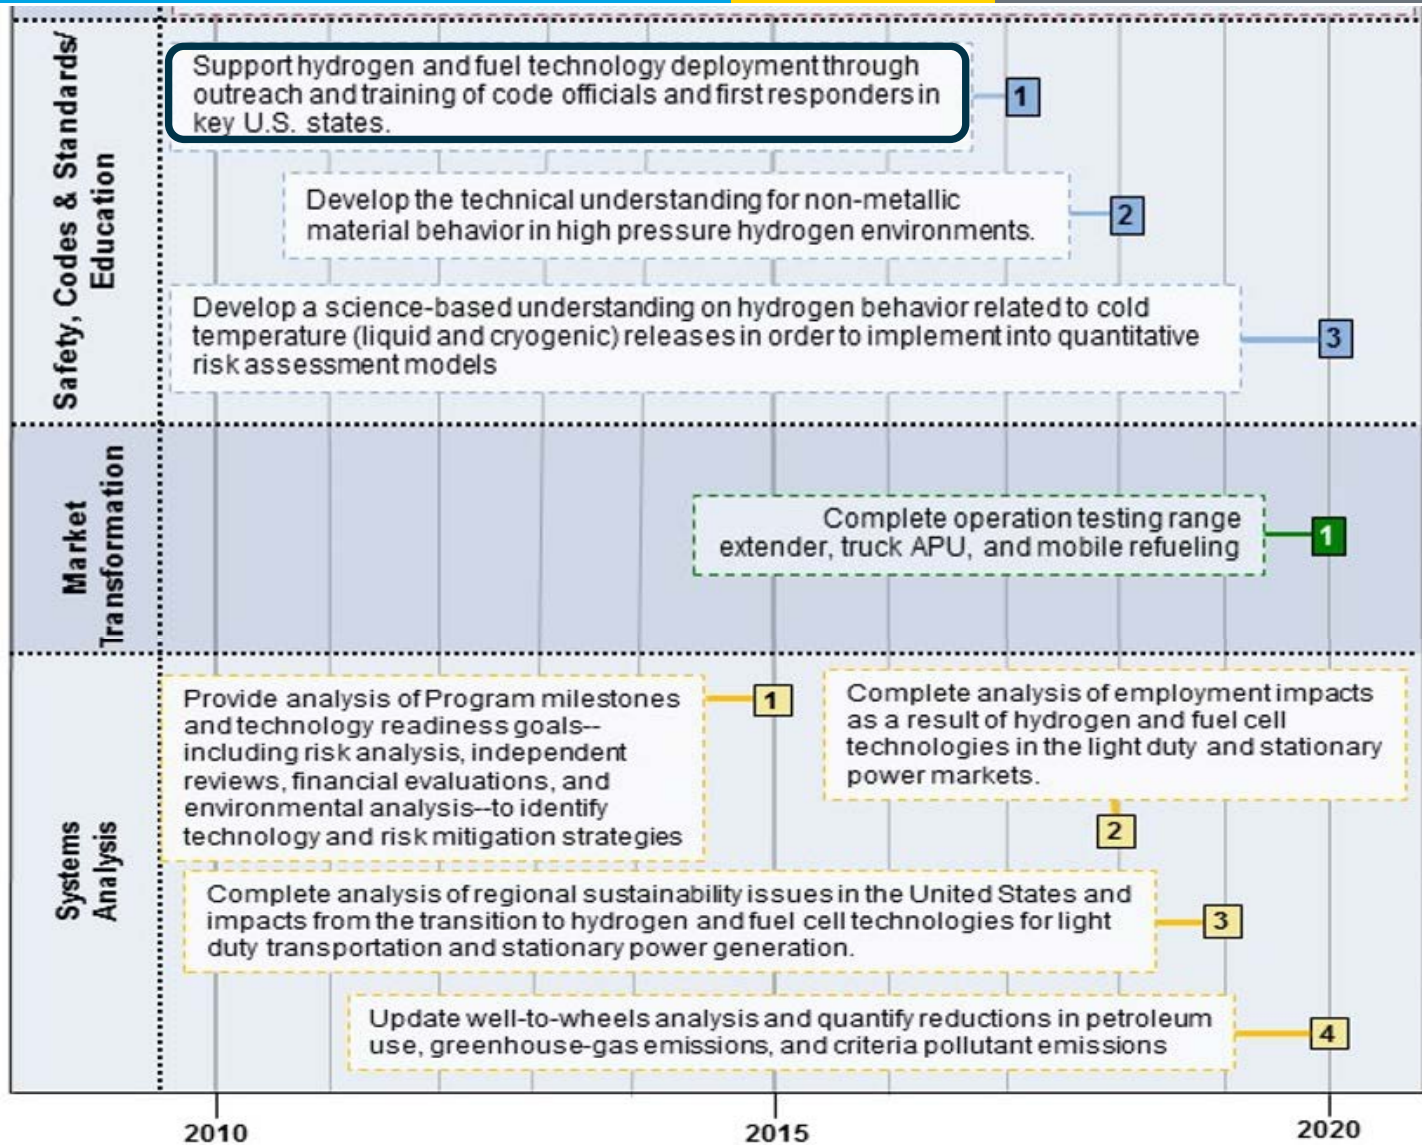 Safety, Codes & Standards/
Education
Support hydrogen and fuel technology deployment through
outreach and training of code officials and first responders in
key U.S. states.
1
Develop the technical understanding for non-metallic
material behavior in high pressure hydrogen environments.
2
Develop a science-based understanding on hydrogen behavior related to cold
temperature (liquid and cryogenic) releases in order to implement into quantitative
risk assessment models
3
Market
Transformation
Complete operation testing range
extender, truck APU, and mobile refueling
1
Systems
Analysis
Provide analysis of Program milestones
and technology readiness goals--
including risk analysis, independent
reviews, financial evaluations, and
environmental analysis--to identify
technology and risk mitigation strategies
1
Complete analysis of employment impacts
as a result of hydrogen and fuel cell
technologies in the light duty and stationary
power markets.
2
Complete analysis of regional sustainability issues in the United States and
impacts from the transition to hydrogen and fuel cell technologies for light
duty transportation and stationary power generation.
3
Update well-to-wheels analysis and quantify reductions in petroleum
use, greenhouse-gas emissions, and criteria pollutant emissions
4
2010
2015
2020